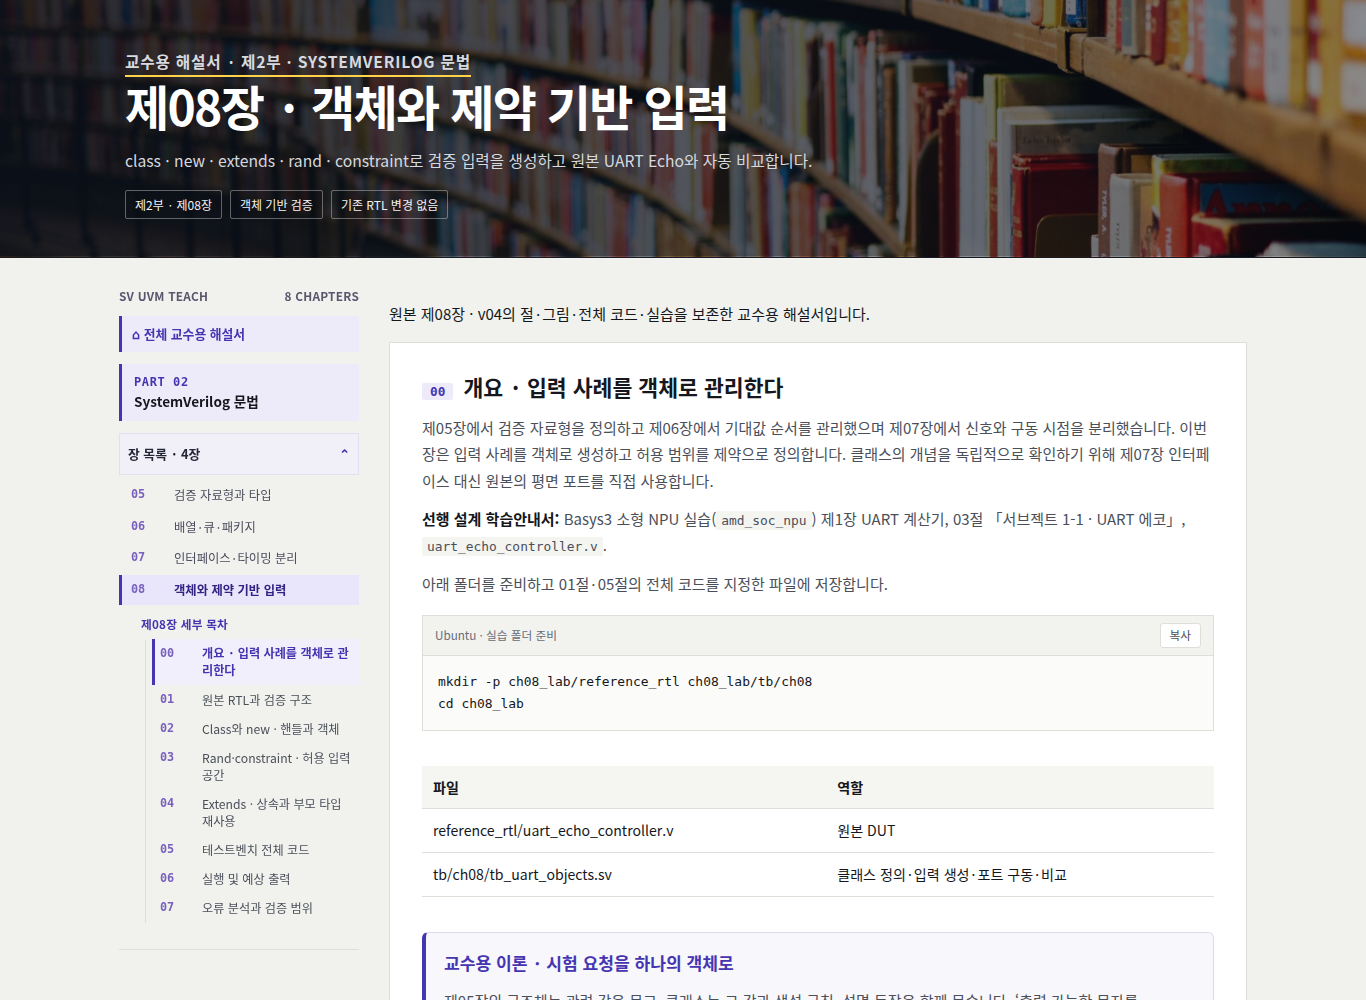 교수용 해설서 · 제2부 · SYSTEMVERILOG 문법
제08장 · 객체와 제약 기반 입력
class · new · extends · rand · constraint로 검증 입력을 생성하고 원본 UART Echo와 자동 비교합니다.
제2부 · 제08장
객체 기반 검증
기존 RTL 변경 없음
SV UVM TEACH
8 CHAPTERS
⌂ 전체 교수용 해설서
PART 02
SystemVerilog 문법
장 목록 · 4장
05 검증 자료형과 타입
06 배열·큐·패키지
07 인터페이스·타이밍 분리
08 객체와 제약 기반 입력
제08장 세부 목차
00 개요 · 입력 사례를 객체로 관
리한다
01 원본 RTL과 검증 구조
02 Class와 new · 핸들과 객체
03 Rand·constraint · 허용 입력
공간
04 Extends · 상속과 부모 타입
재사용
05 테스트벤치 전체 코드
06 실행 및 예상 출력
07 오류 분석과 검증 범위
원본 제08장 · v04의 절·그림·전체 코드·실습을 보존한 교수용 해설서입니다.
00 개요 · 입력 사례를 객체로 관리한다
제05장에서 검증 자료형을 정의하고 제06장에서 기대값 순서를 관리했으며 제07장에서 신호와 구동 시점을 분리했습니다. 이번
장은 입력 사례를 객체로 생성하고 허용 범위를 제약으로 정의합니다. 클래스의 개념을 독립적으로 확인하기 위해 제07장 인터페
이스 대신 원본의 평면 포트를 직접 사용합니다.
선행 설계 학습안내서: Basys3 소형 NPU 실습( amd_soc_npu ) 제1장 UART 계산기, 03절 「서브젝트 1-1 · UART 에코」,
uart_echo_controller.v .
아래 폴더를 준비하고 01절·05절의 전체 코드를 지정한 파일에 저장합니다.
Ubuntu · 실습 폴더 준비
복사
mkdir -p ch08_lab/reference_rtl ch08_lab/tb/ch08
cd ch08_lab
파일 역할
reference_rtl/uart_echo_controller.v 원본 DUT
tb/ch08/tb_uart_objects.sv 클래스 정의·입력 생성·포트 구동·비교
교수용 이론 · 시험 요청을 하나의 객체로